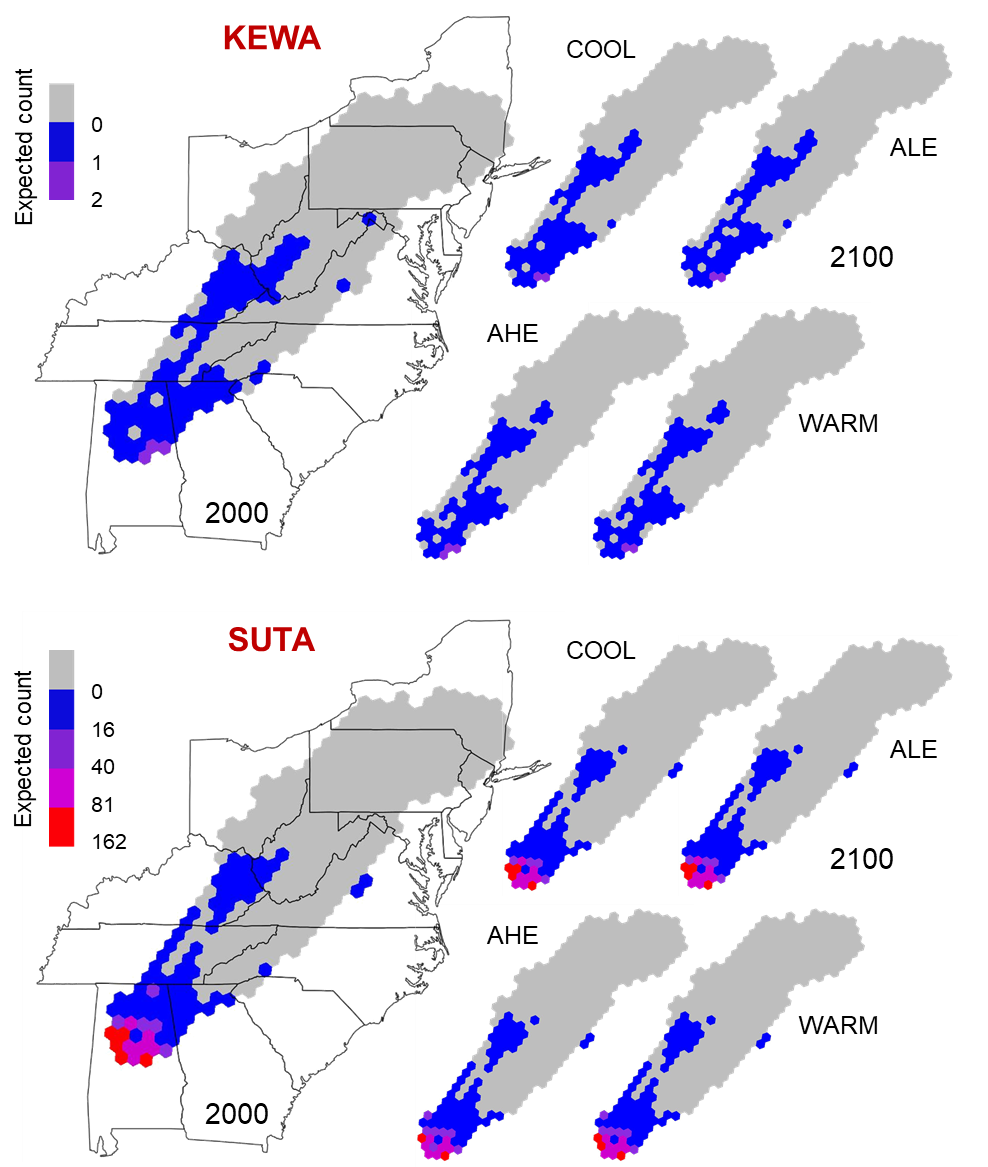 KEWA
Expected count
0
1
2
2000
COOL
ALE
2100
AHE
WARM
SUTA
Expected count
0
16
40
81
162
2000
COOL
ALE
2100
AHE
WARM